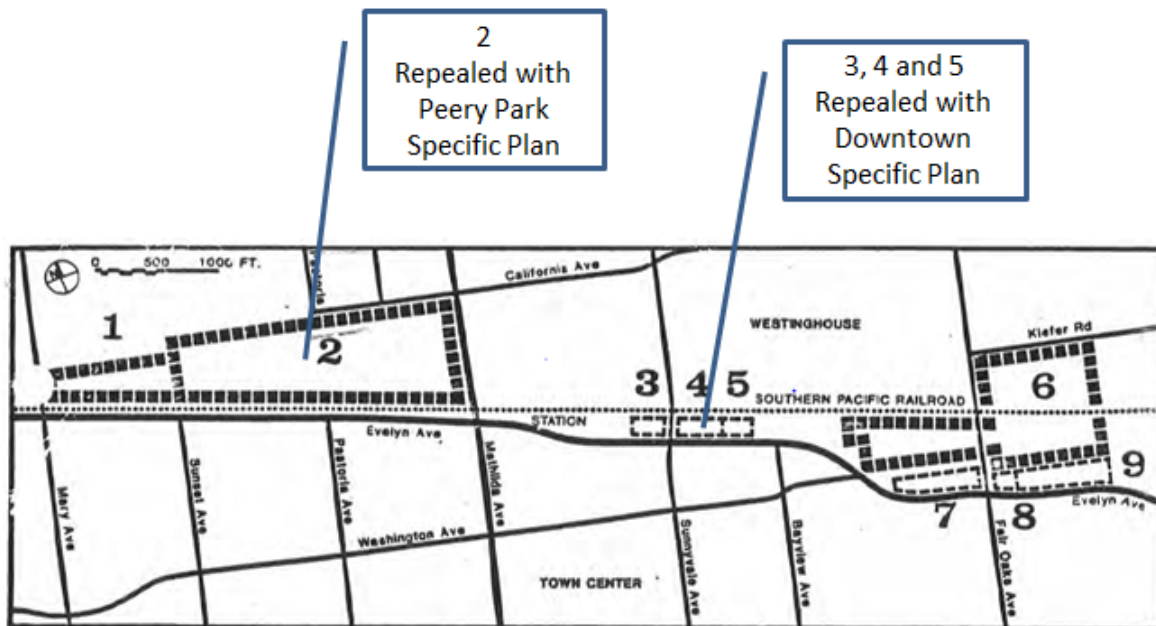 2
Repealed with
Peery Park
Specific Plan
3, 4 and 5
Repealed with
Downtown
Specific Plan
0 500 1000 FT.
California Ave
1
2
WESTINGHOUSE
Kiefer Rd
3
4
5
6
SOUTHERN PACIFIC RAILROAD
STATION
Evelyn Ave
7
8
9
Evelyn Ave
Mary Ave
Sunset Ave
Pastoria Ave
Mathilda Ave
Washington Ave
Sunnyvale Ave
Bayview Ave
Fair Oaks Ave
TOWN CENTER